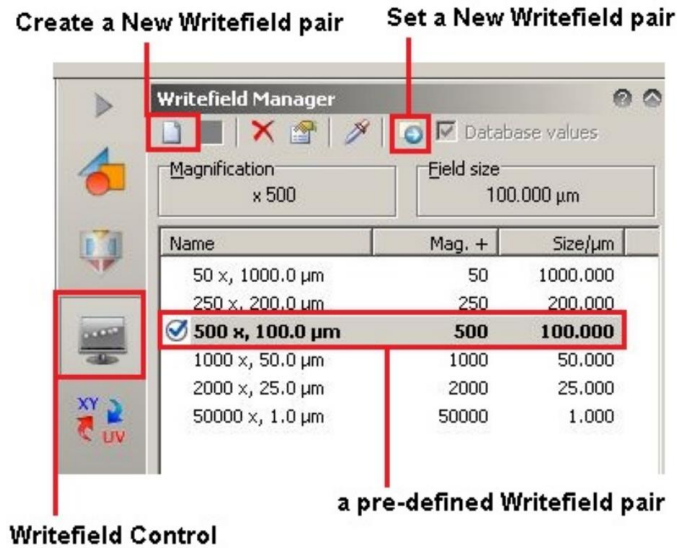 Create a New Writefield pair
Set a New Writefield pair
Writefield Manager
Database values
Magnification
x 500
Field size
100.000 µm
Name Mag. + Size/µm
50 x, 1000.0 µm 50 1000.000
250 x, 200.0 µm 250 200.000
500 x, 100.0 µm 500 100.000
1000 x, 50.0 µm 1000 50.000
2000 x, 25.0 µm 2000 25.000
50000 x, 1.0 µm 50000 1.000
XY
UV
a pre-defined Writefield pair
Writefield Control